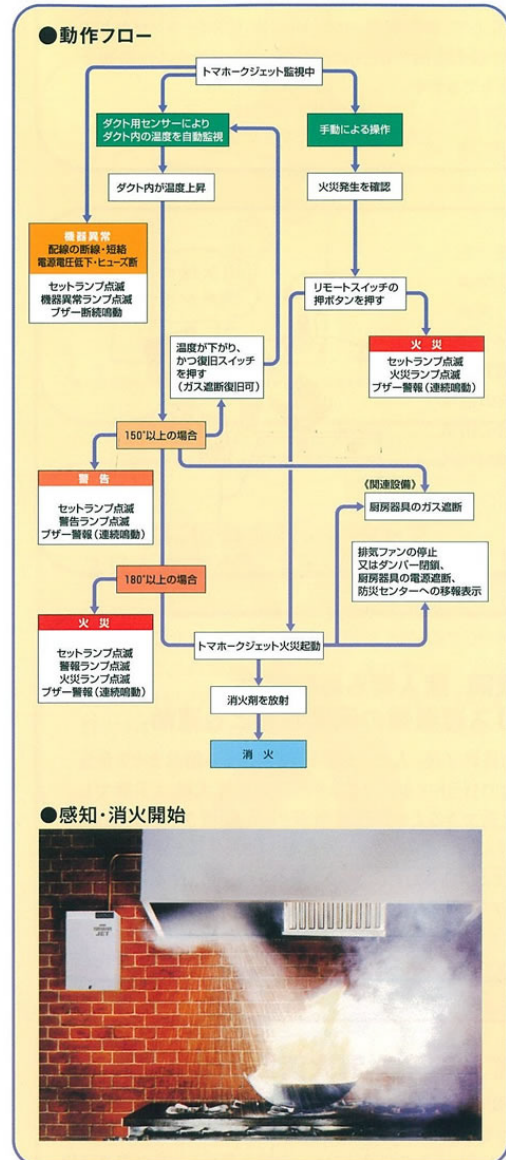 ●動作フロー
トマホークジェット監視中
ダクト用センサーにより
ダクト内の温度を自動監視
手動による操作
ダクト内が温度上昇
火災発生を確認
機器異常
配線の断線・短絡
電源電圧低下・ヒューズ断
セットランプ点滅
機器異常ランプ点滅
ブザー断続鳴動
リモートスイッチの
押ボタンを押す
温度が下がり、
かつ復旧スイッチ
を押す
(ガス遮断復旧可)
火災
セットランプ点滅
火災ランプ点滅
ブザー警報(連続鳴動)
150°以上の場合
警告
セットランプ点滅
警告ランプ点滅
ブザー警報(連続鳴動)
《関連設備》
厨房器具のガス遮断
排気ファンの停止
又はダンパー閉鎖、
厨房器具の電源遮断、
防災センターへの移報表示
180°以上の場合
火災
セットランプ点滅
警報ランプ点滅
火災ランプ点滅
ブザー警報(連続鳴動)
トマホークジェット火災起動
消火剤を放射
消火
●感知・消火開始
JET